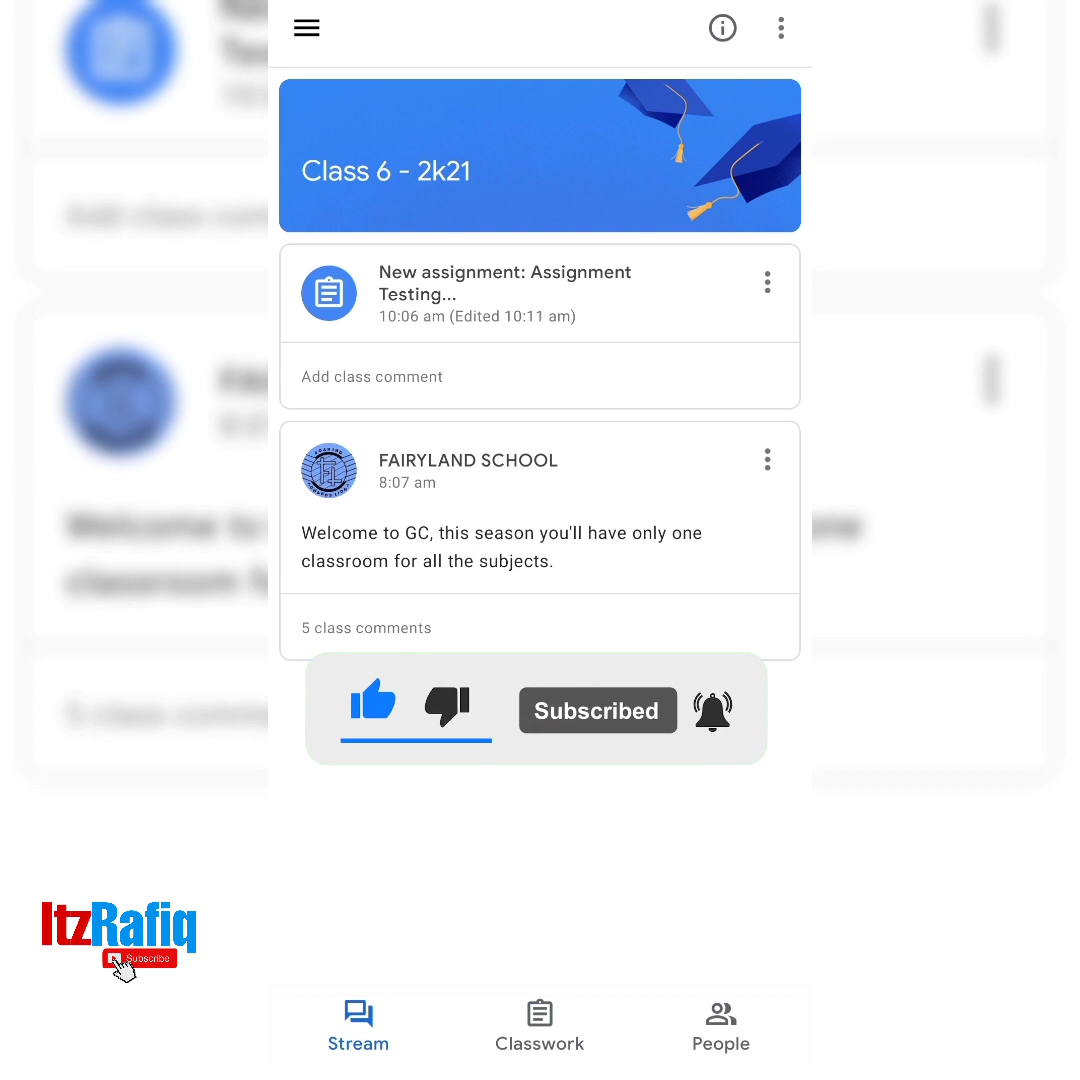 Class 6 - 2k21
New assignment: Assignment
Testing...
10:06 am (Edited 10:11 am)
Add class comment
FAIRYLAND SCHOOL
8:07 am
Welcome to GC, this season you'll have only one
classroom for all the subjects.
5 class comments
Subscribed
ItzRafiq
Subscribe
Stream
Classwork
People